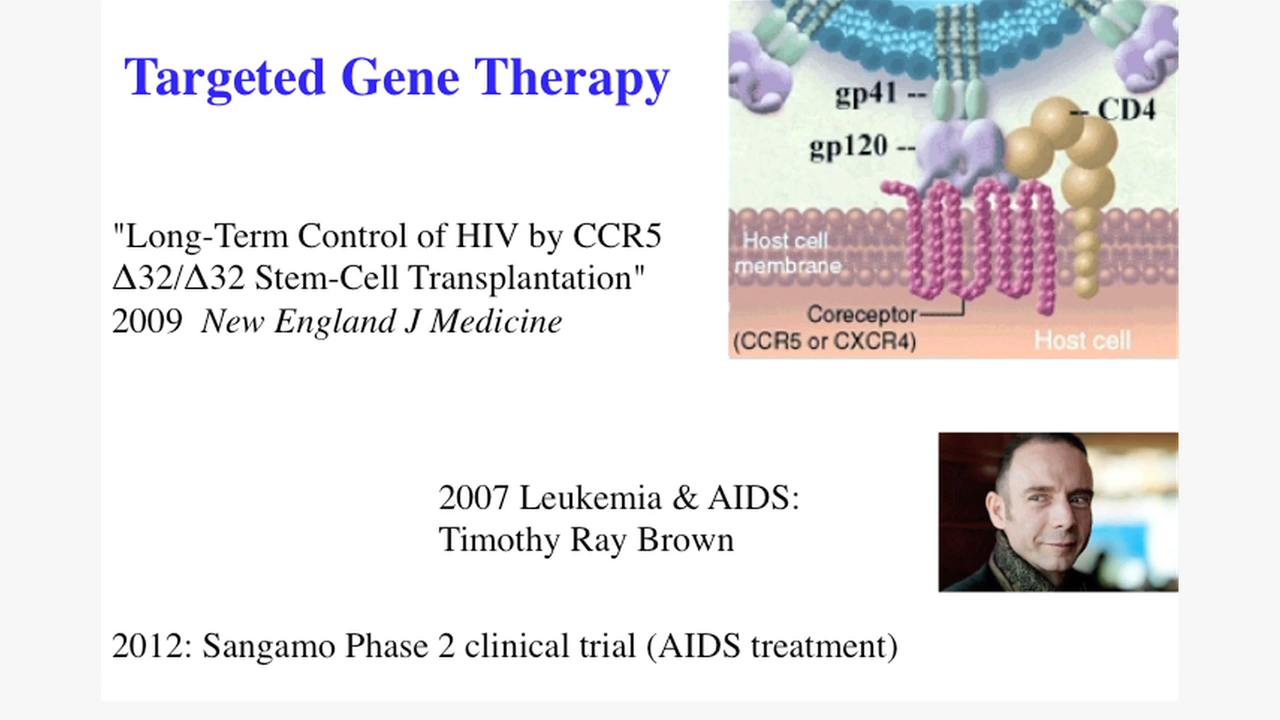 Targeted Gene Therapy
gp41 --
-- CD4
gp120 --
Host cell
membrane
Coreceptor
(CCR5 or CXCR4)
Host cell
"Long-Term Control of HIV by CCR5
Δ32/Δ32 Stem-Cell Transplantation"
2009 New England J Medicine
2007 Leukemia & AIDS:
Timothy Ray Brown
2012: Sangamo Phase 2 clinical trial (AIDS treatment)